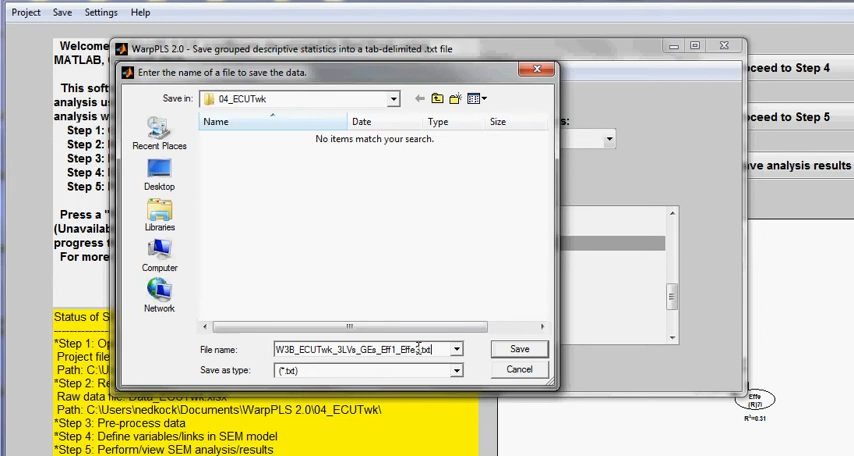 Project Save Settings Help
WarpPLS 2.0 - Save grouped descriptive statistics into a tab-delimited .txt file
Welcome
MATLAB,
Enter the name of a file to save the data.
ceed to Step 4
This soft
analysis u
analysis w
Step 1:
Step 2:
Step 3:
Step 4:
Step 5:
Save in: 04_ECUTwk
s:
Name Date Type Size
No items match your search.
ceed to Step 5
ve analysis results
Recent Places
Desktop
Libraries
Computer
Network
Press a "
(Unavailab
progress t
For more
File name: W3B_ECUTwk_3LVs_GEs_Eff1_Effe3.txt
Save
Save as type: (*.txt)
Cancel
Status of S
*Step 1: Op
Project file
Path: C:\U
*Step 2: Re
Raw data file: Data_ECUTwk.xlsx
Path: C:\Users\nedkock\Documents\WarpPLS 2.0\04_ECUTwk\
*Step 3: Pre-process data
*Step 4: Define variables/links in SEM model
*Step 5: Perform/view SEM analysis/results
Effe
(R)7i
R²=0.31